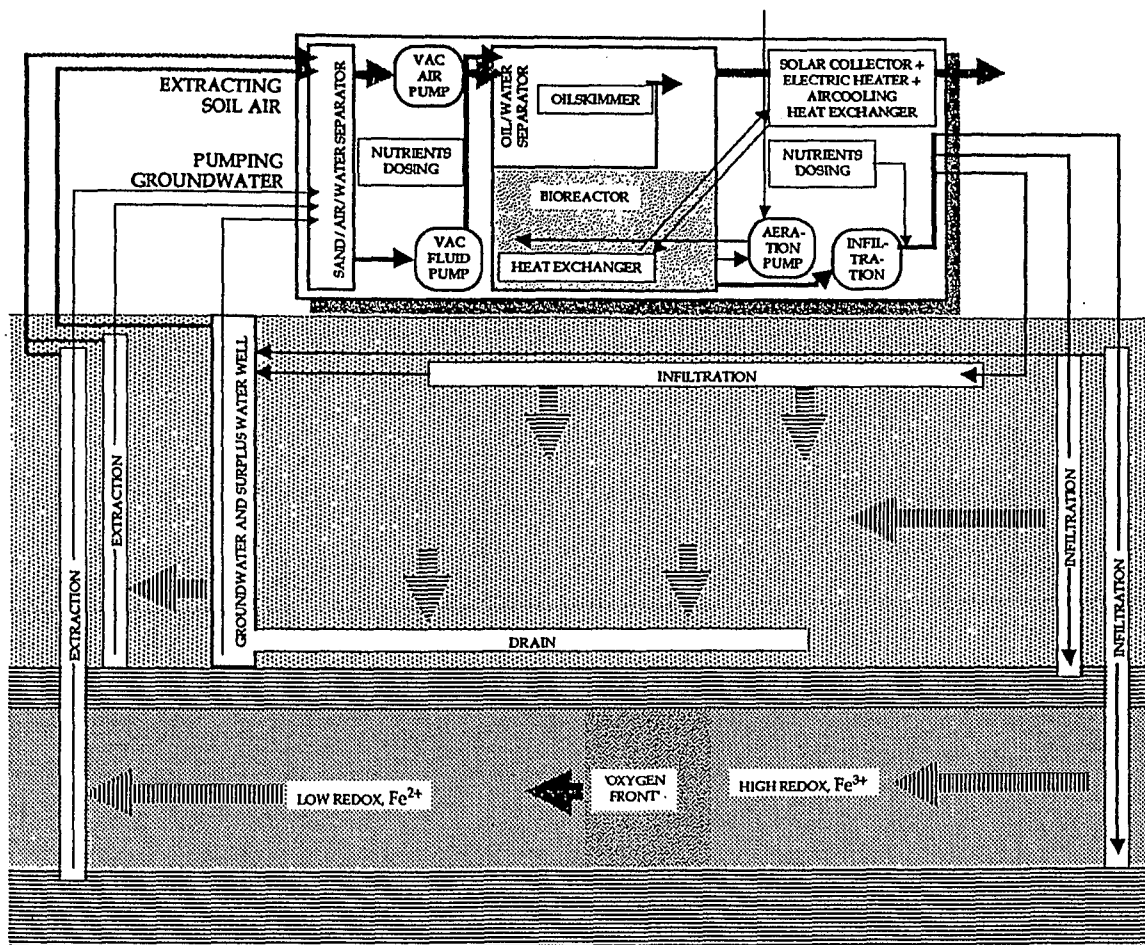 EXTRACTING
SOIL AIR
PUMPING
GROUNDWATER
SAND/AIR/WATER SEPARATOR
VAC
AIR
PUMP
NUTRIENTS
DOSING
VAC
FLUID
PUMP
OIL/WATER
SEPARATOR
OILSKIMMER
BIOREACTOR
HEAT EXCHANGER
SOLAR COLLECTOR +
ELECTRIC HEATER +
AIRCOOLING
HEAT EXCHANGER
NUTRIENTS
DOSING
AERA-
TION
PUMP
INFIL-
TRA-
TION
EXTRACTION
EXTRACTION
GROUNDWATER AND SURPLUS WATER WELL
INFILTRATION
DRAIN
INFILTRATION
INFILTRATION
LOW REDOX, Fe²⁺
'OXYGEN
FRONT'
HIGH REDOX, Fe³⁺